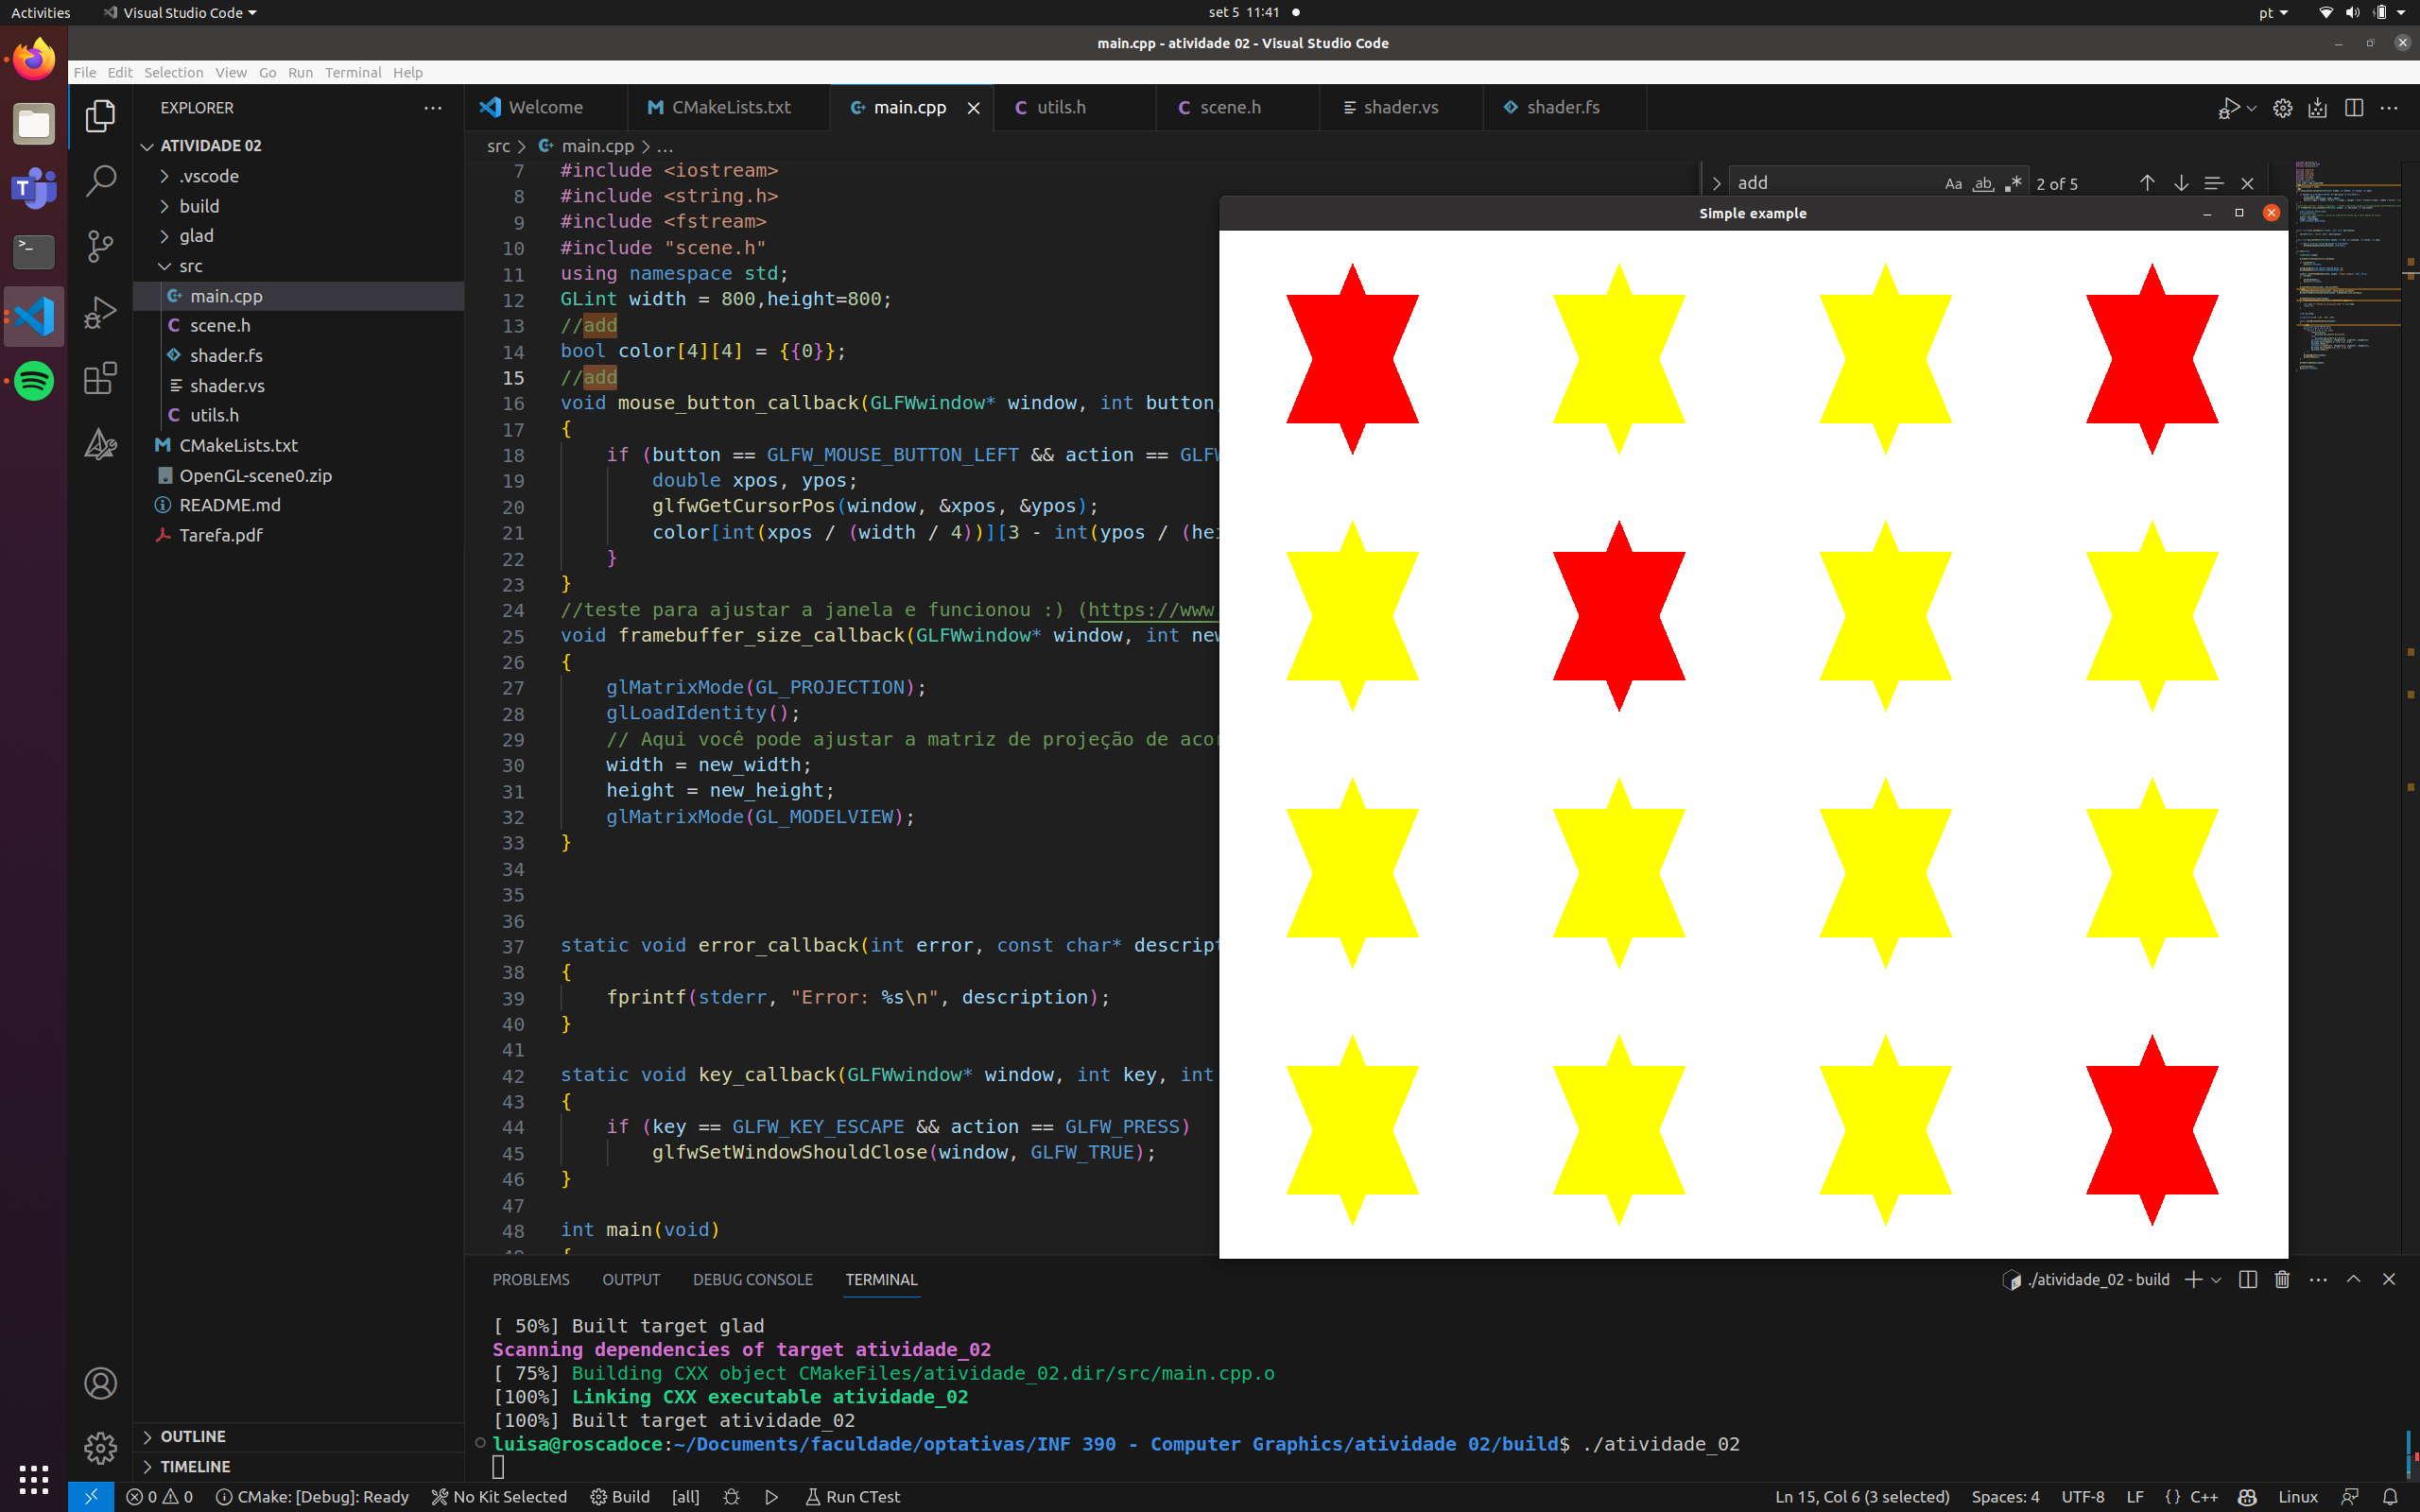 Activities Visual Studio Code set 5 11:41 pt
main.cpp - atividade 02 - Visual Studio Code
File Edit Selection View Go Run Terminal Help
EXPLORER
Welcome CMakeLists.txt main.cpp utils.h scene.h shader.vs shader.fs
ATIVIDADE 02
.vscode
build
glad
src
main.cpp
scene.h
shader.fs
shader.vs
utils.h
CMakeLists.txt
OpenGL-scene0.zip
README.md
Tarefa.pdf
OUTLINE
TIMELINE
src > main.cpp > ...
add Aa ab 2 of 5
7 #include <iostream>
8 #include <string.h>
9 #include <fstream>
10 #include "scene.h"
11 using namespace std;
12 GLint width = 800,height=800;
13 //add
14 bool color[4][4] = {{0}};
15 //add
16 void mouse_button_callback(GLFWwindow* window, int button,
17 {
18 if (button == GLFW_MOUSE_BUTTON_LEFT && action == GLFW
19 double xpos, ypos;
20 glfwGetCursorPos(window, &xpos, &ypos);
21 color[int(xpos / (width / 4))][3 - int(ypos / (hei
22 }
23 }
24 //teste para ajustar a janela e funcionou :) (https://www.
25 void framebuffer_size_callback(GLFWwindow* window, int new
26 {
27 glMatrixMode(GL_PROJECTION);
28 glLoadIdentity();
29 // Aqui você pode ajustar a matriz de projeção de acor
30 width = new_width;
31 height = new_height;
32 glMatrixMode(GL_MODELVIEW);
33 }
34
35
36
37 static void error_callback(int error, const char* descript
38 {
39 fprintf(stderr, "Error: %s\n", description);
40 }
41
42 static void key_callback(GLFWwindow* window, int key, int
43 {
44 if (key == GLFW_KEY_ESCAPE && action == GLFW_PRESS)
45 glfwSetWindowShouldClose(window, GLFW_TRUE);
46 }
47
48 int main(void)
Simple example
PROBLEMS OUTPUT DEBUG CONSOLE TERMINAL ./atividade_02 - build
[ 50%] Built target glad
Scanning dependencies of target atividade_02
[ 75%] Building CXX object CMakeFiles/atividade_02.dir/src/main.cpp.o
[100%] Linking CXX executable atividade_02
[100%] Built target atividade_02
luisa@roscadoce:~/Documents/faculdade/optativas/INF 390 - Computer Graphics/atividade 02/build$ ./atividade_02
0 0 CMake: [Debug]: Ready No Kit Selected Build [all] Run CTest Ln 15, Col 6 (3 selected) Spaces: 4 UTF-8 LF {} C++ Linux